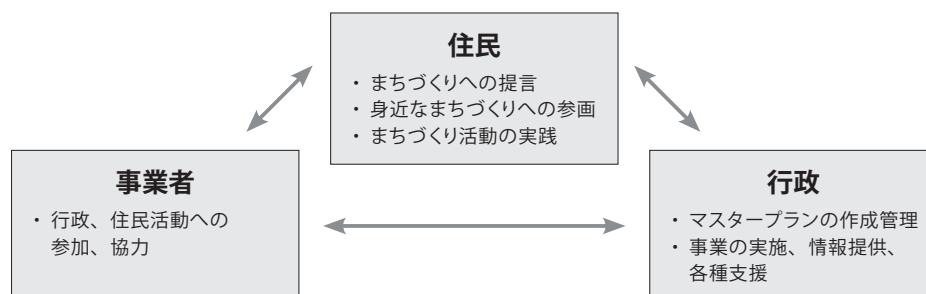 住民
・ まちづくりへの提言
・ 身近なまちづくりへの参画
・ まちづくり活動の実践
事業者
・ 行政、住民活動への
参加、協力
行政
・ マスタープランの作成管理
・ 事業の実施、情報提供、
各種支援